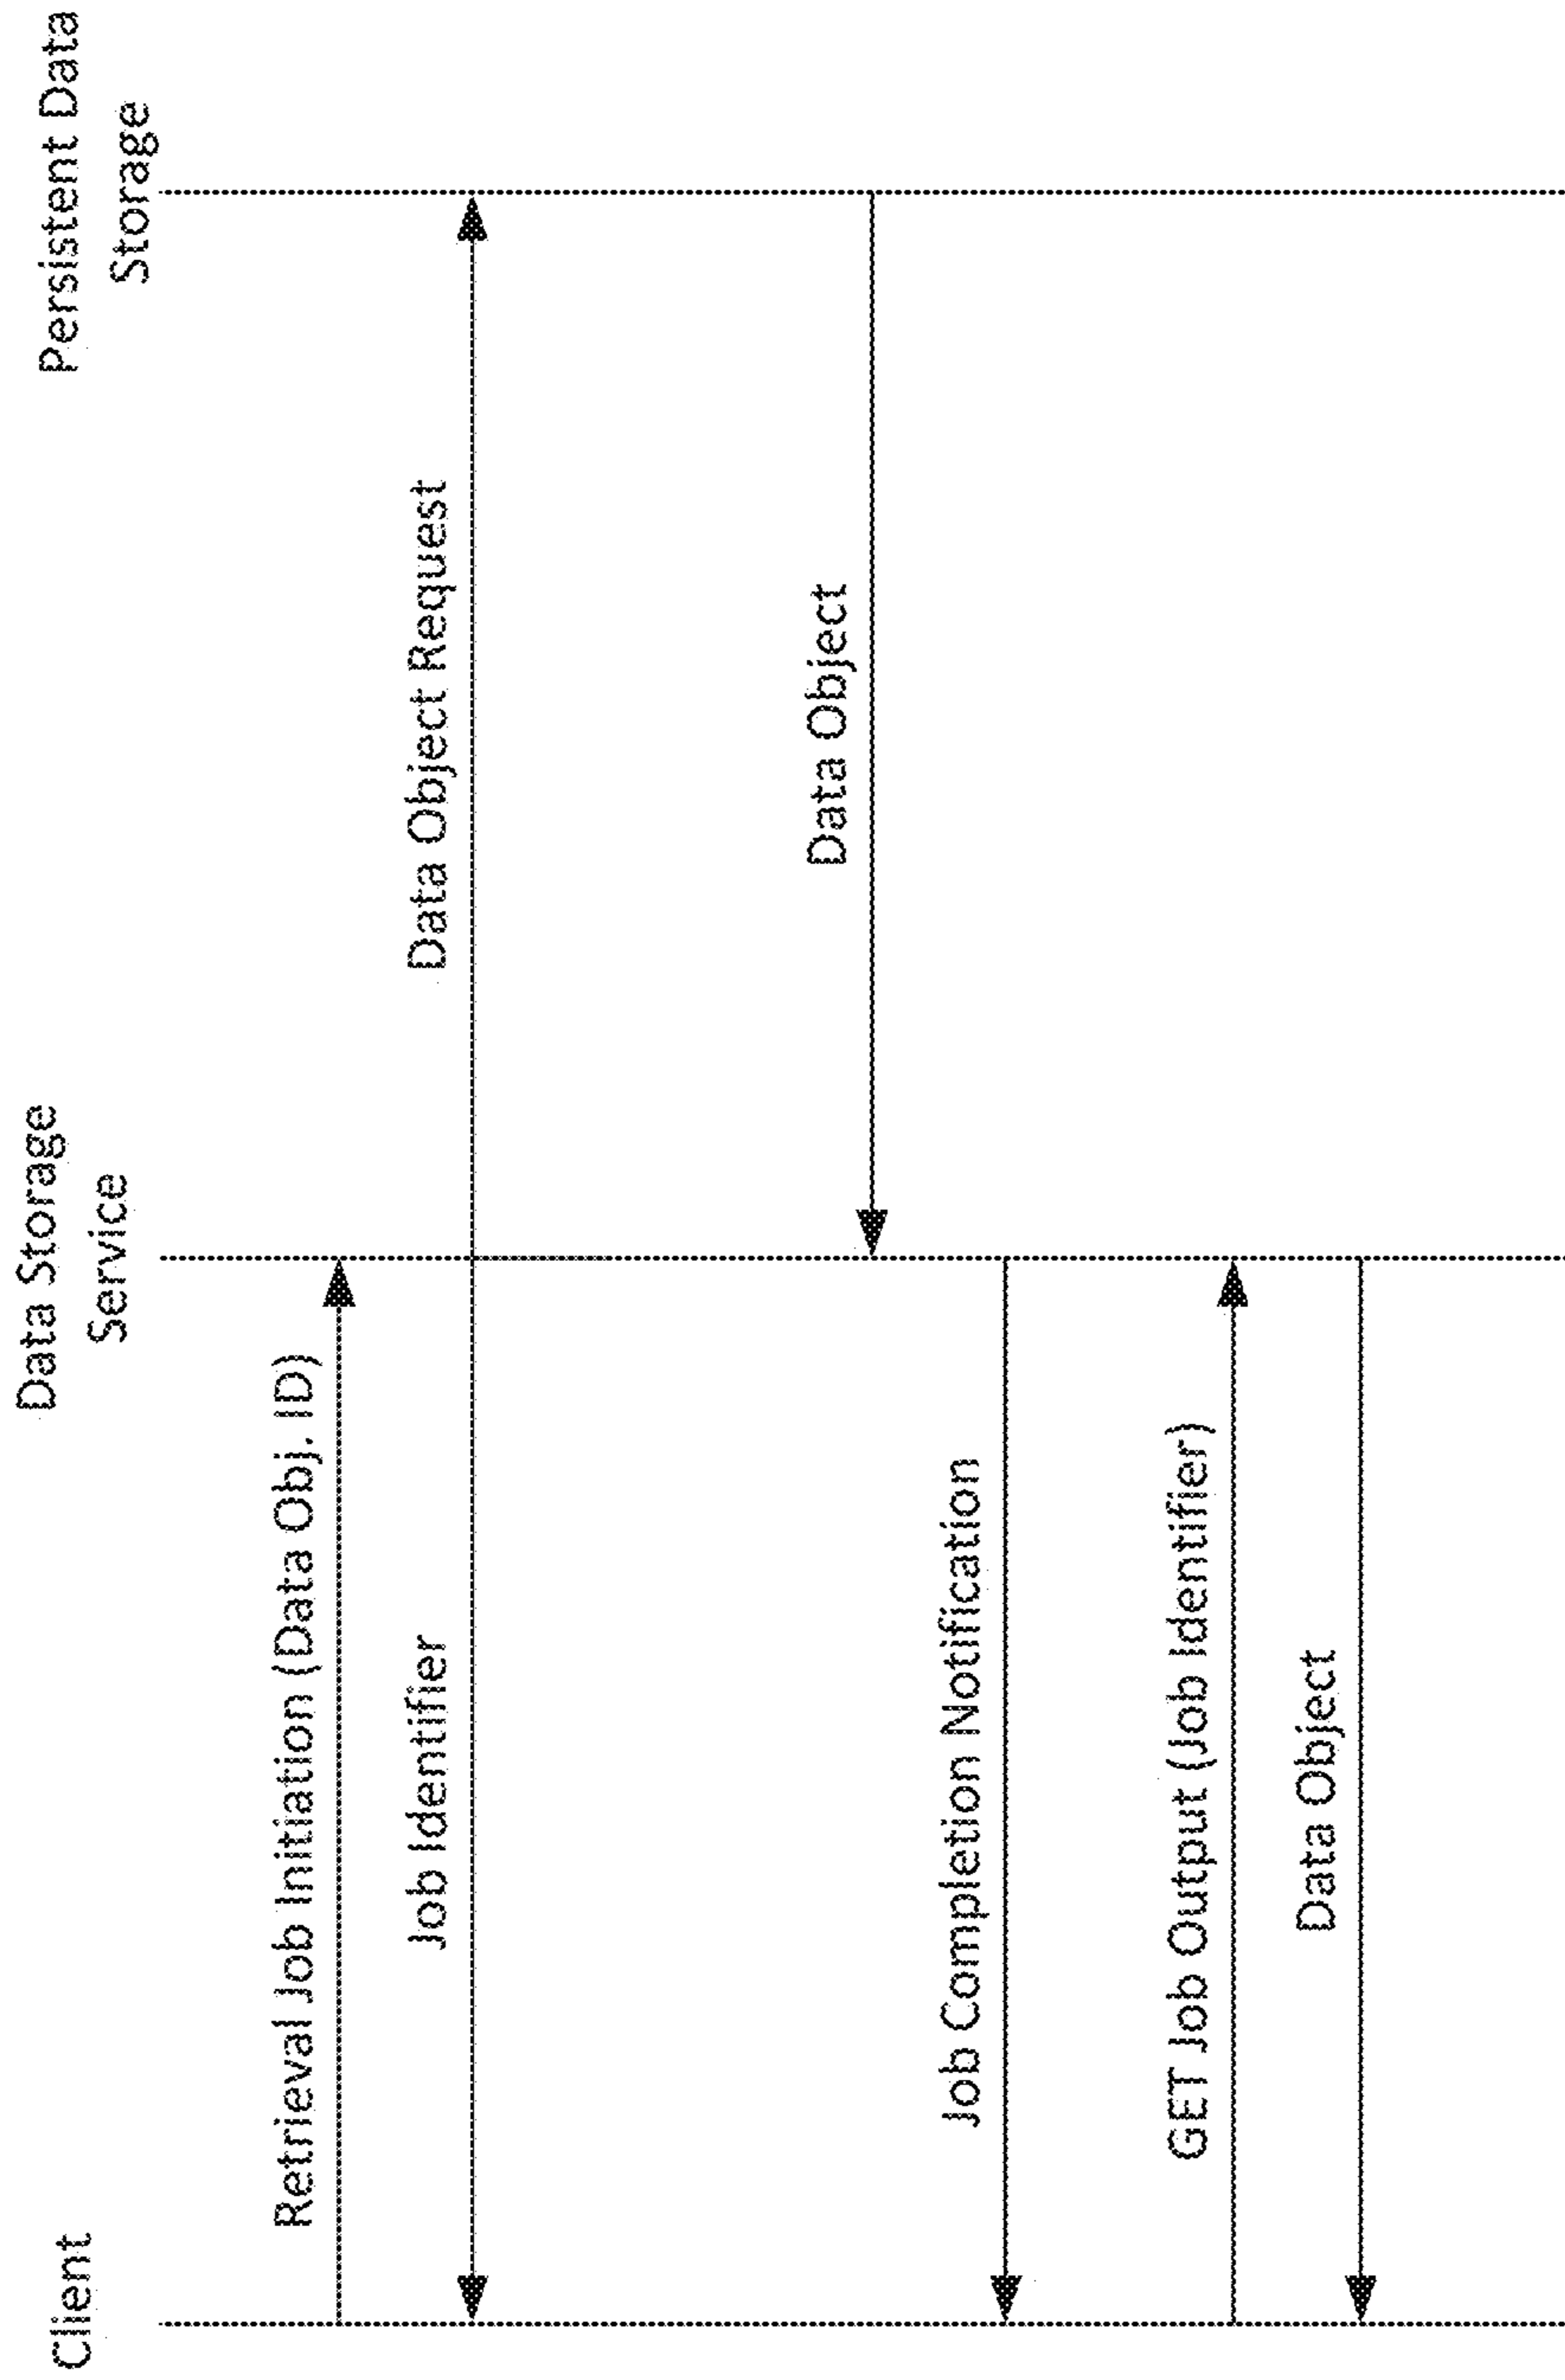 Client
Data Storage
Service
Persistent Data
Storage
Retrieval Job Initiation (Data Obj. ID)
Job Identifier
Data Object Request
Data Object
Job Completion Notification
GET Job Output (Job Identifier)
Data Object